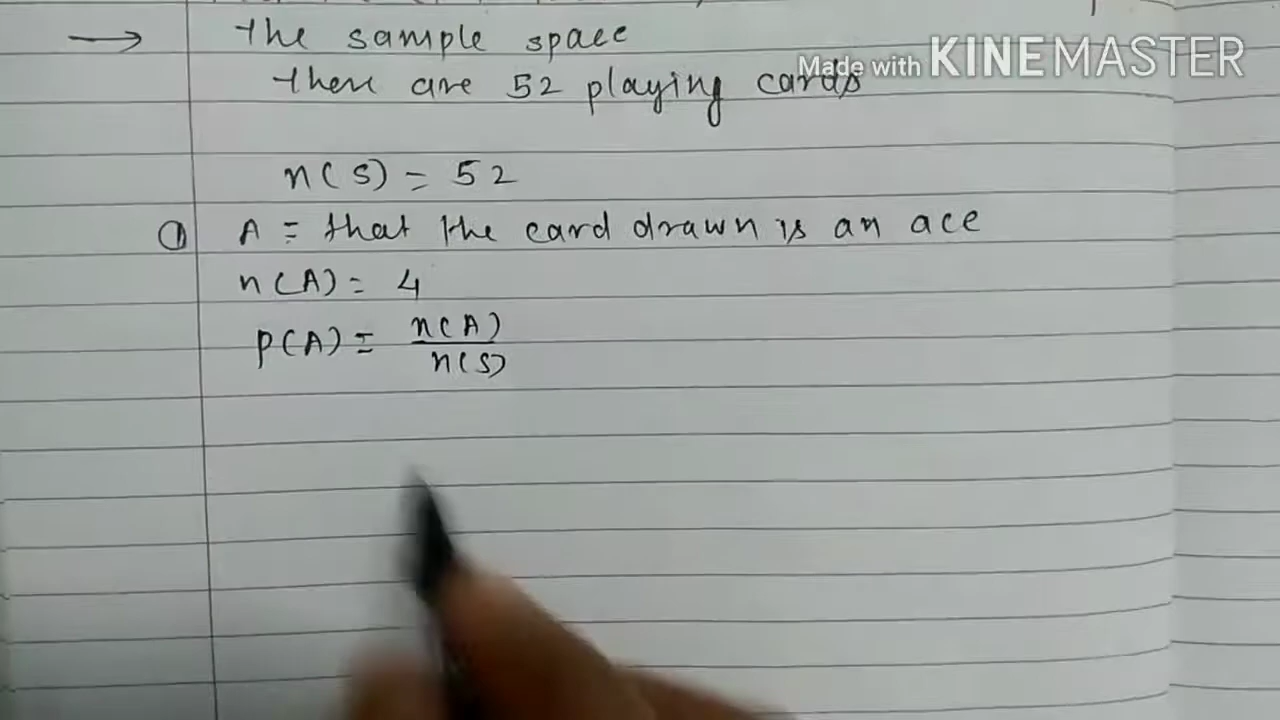 → The sample space
Made with KINEMASTER
there are 52 playing cards
n(S) = 52
① A = that the card drawn is an ace
n(A) = 4
P(A) = n(A)/n(S)